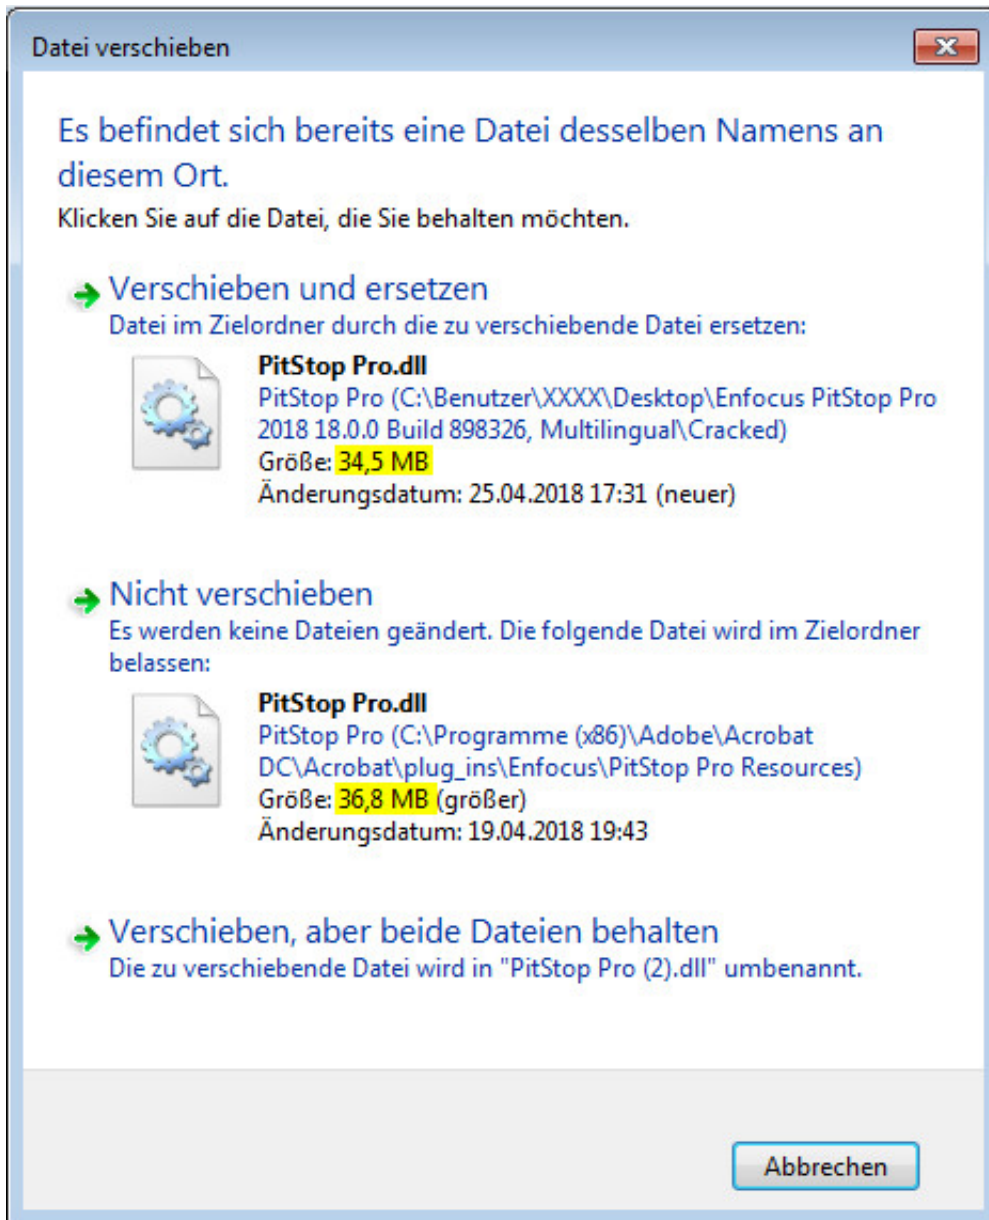 Datei verschieben
Es befindet sich bereits eine Datei desselben Namens an
diesem Ort.
Klicken Sie auf die Datei, die Sie behalten möchten.
Verschieben und ersetzen
Datei im Zielordner durch die zu verschiebende Datei ersetzen:
PitStop Pro.dll
PitStop Pro (C:\Benutzer\XXXX\Desktop\Enfocus PitStop Pro
2018 18.0.0 Build 898326, Multilingual\Cracked)
Größe: 34,5 MB
Änderungsdatum: 25.04.2018 17:31 (neuer)
Nicht verschieben
Es werden keine Dateien geändert. Die folgende Datei wird im Zielordner
belassen:
PitStop Pro.dll
PitStop Pro (C:\Programme (x86)\Adobe\Acrobat
DC\Acrobat\plug_ins\Enfocus\PitStop Pro Resources)
Größe: 36,8 MB (größer)
Änderungsdatum: 19.04.2018 19:43
Verschieben, aber beide Dateien behalten
Die zu verschiebende Datei wird in "PitStop Pro (2).dll" umbenannt.
Abbrechen